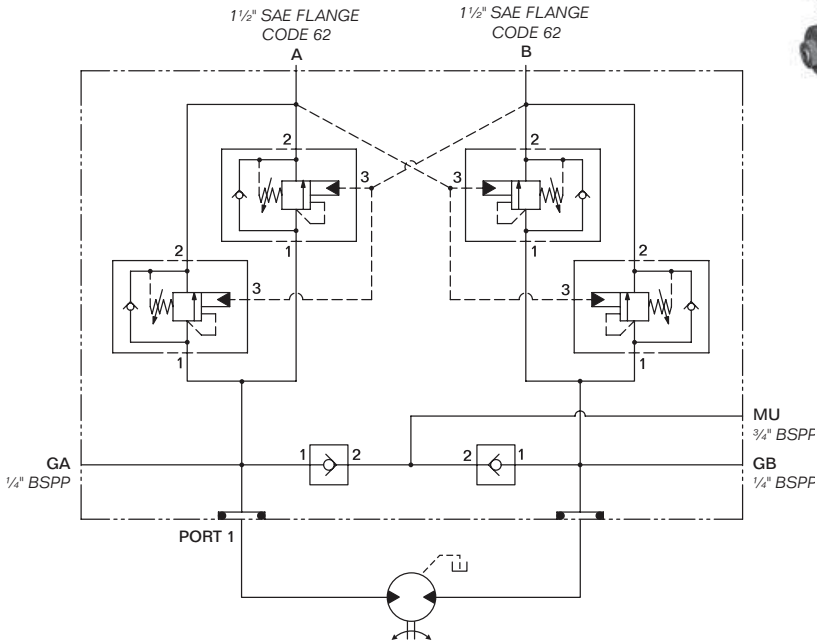 1½" SAE FLANGE
CODE 62
A
1½" SAE FLANGE
CODE 62
B
2
3
1
2
3
1
2
3
1
2
3
1
MU
¾" BSPP
GA
¼" BSPP
1
2
2
1
GB
¼" BSPP
PORT 1